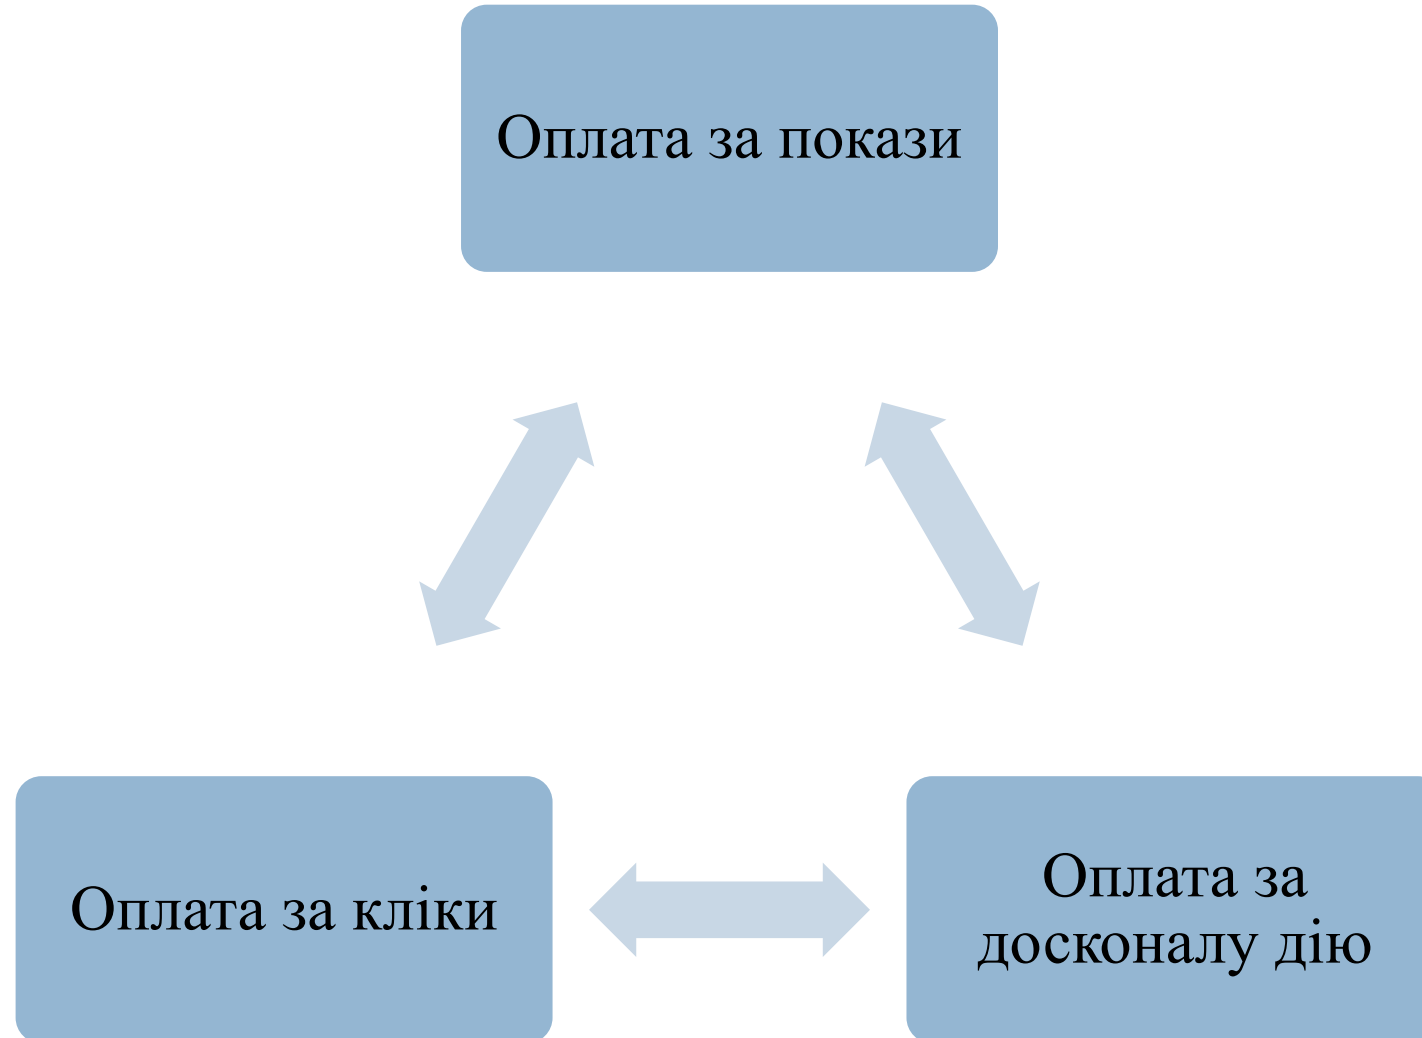 Оплата за покази
Оплата за кліки
Оплата за
досконалу дію